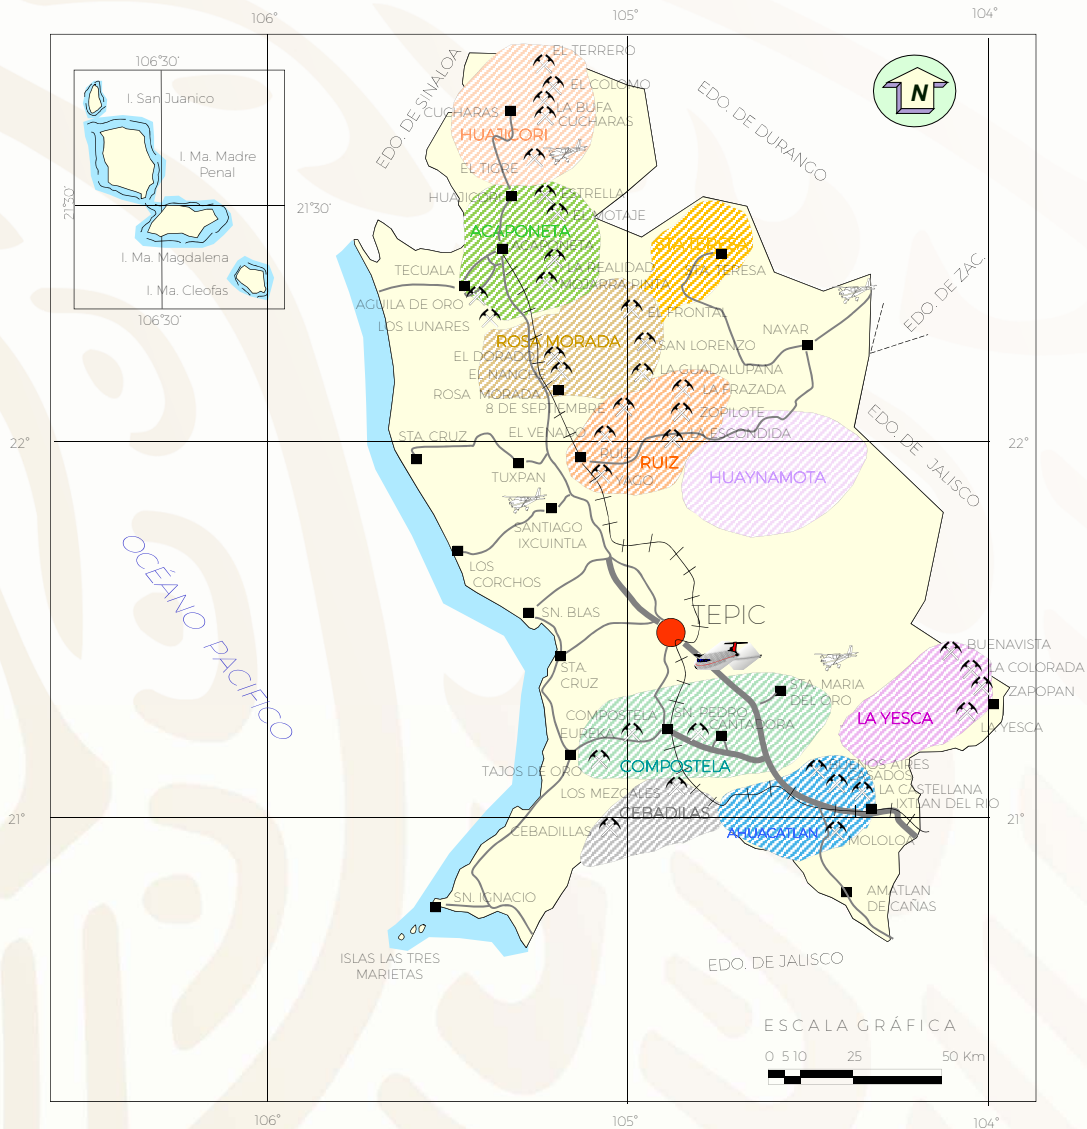 106°
105°
104°
106°30'
I. San Juanico
I. Ma. Madre
Penal
21°30'
21°30'
I. Ma. Magdalena
I. Ma. Cleofas
106°30'
EDO. DE SINALOA
EDO. DE DURANGO
EDO. DE ZAC.
EDO. DE JALISCO
N
EL TERRERO
EL COLOMO
LA BUFA
CUCHARAS
CUCHARAS
HUAJICORI
EL TIGRE
HUAJICORI
ESTRELLA
EL MOTAJE
ACAPONETA
ACAPONETA
STA TERESA
STA. TERESA
TECUALA
LA REALIDAD
MOJARRA PINTA
AGUILA DE ORO
LOS LUNARES
EL FRONTAL
NAYAR
ROSA MORADA
SAN LORENZO
EL DORADO
EL NANCHE
LA GUADALUPANA
ROSA MORADA
LA FRAZADA
8 DE SEPTIEMBRE
ZOPILOTE
22°
22°
STA. CRUZ
EL VENADO
LA ESCONDIDA
RUIZ
RUIZ
YAGO
TUXPAN
HUAYNAMOTA
SANTIAGO
IXCUINTLA
LOS
CORCHOS
OCÉANO PACIFICO
SN. BLAS
TEPIC
STA.
CRUZ
BUENAVISTA
LA COLORADA
ZAPOPAN
LA YESCA
LA YESCA
STA. MARIA
DEL ORO
COMPOSTELA
SN. PEDRO
CANTADORA
EUREKA
TAJOS DE ORO
COMPOSTELA
BUENOS AIRES
LOS MEZCALES
LA CASTELLANA
IXTLAN DEL RIO
CEBADILAS
CEBADILLAS
AHUACATLAN
MOLOLOA
21°
21°
SN. IGNACIO
AMATLAN
DE CAÑAS
ISLAS LAS TRES
MARIETAS
EDO. DE JALISCO
ESCALA GRÁFICA
0 5 10 25 50 Km
106°
105°
104°